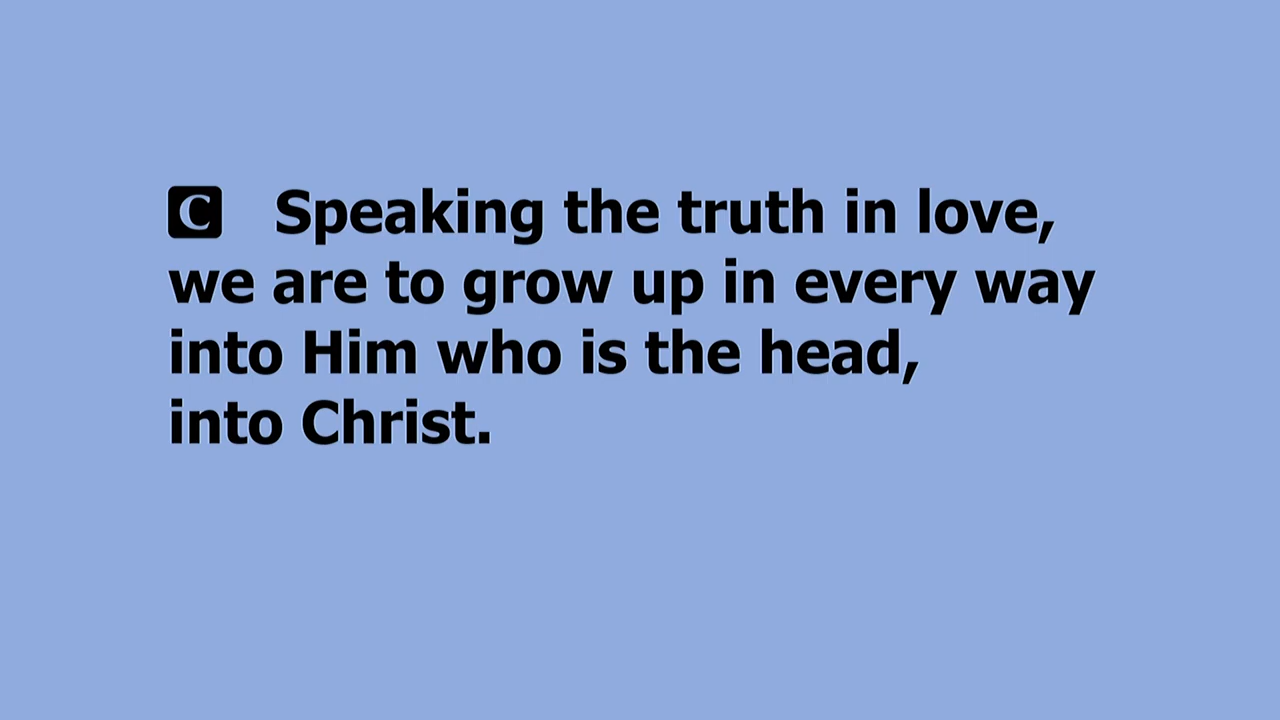 C Speaking the truth in love,
we are to grow up in every way
into Him who is the head,
into Christ.